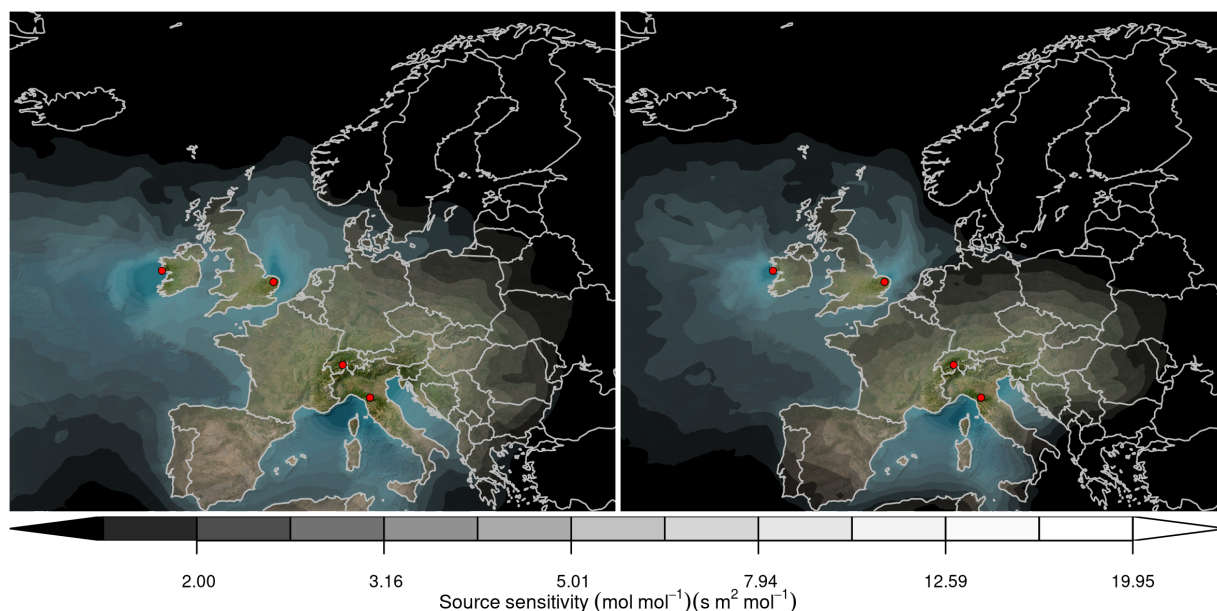 2.00 3.16 5.01 7.94 12.59 19.95
Source sensitivity (mol mol⁻¹)(s m² mol⁻¹)